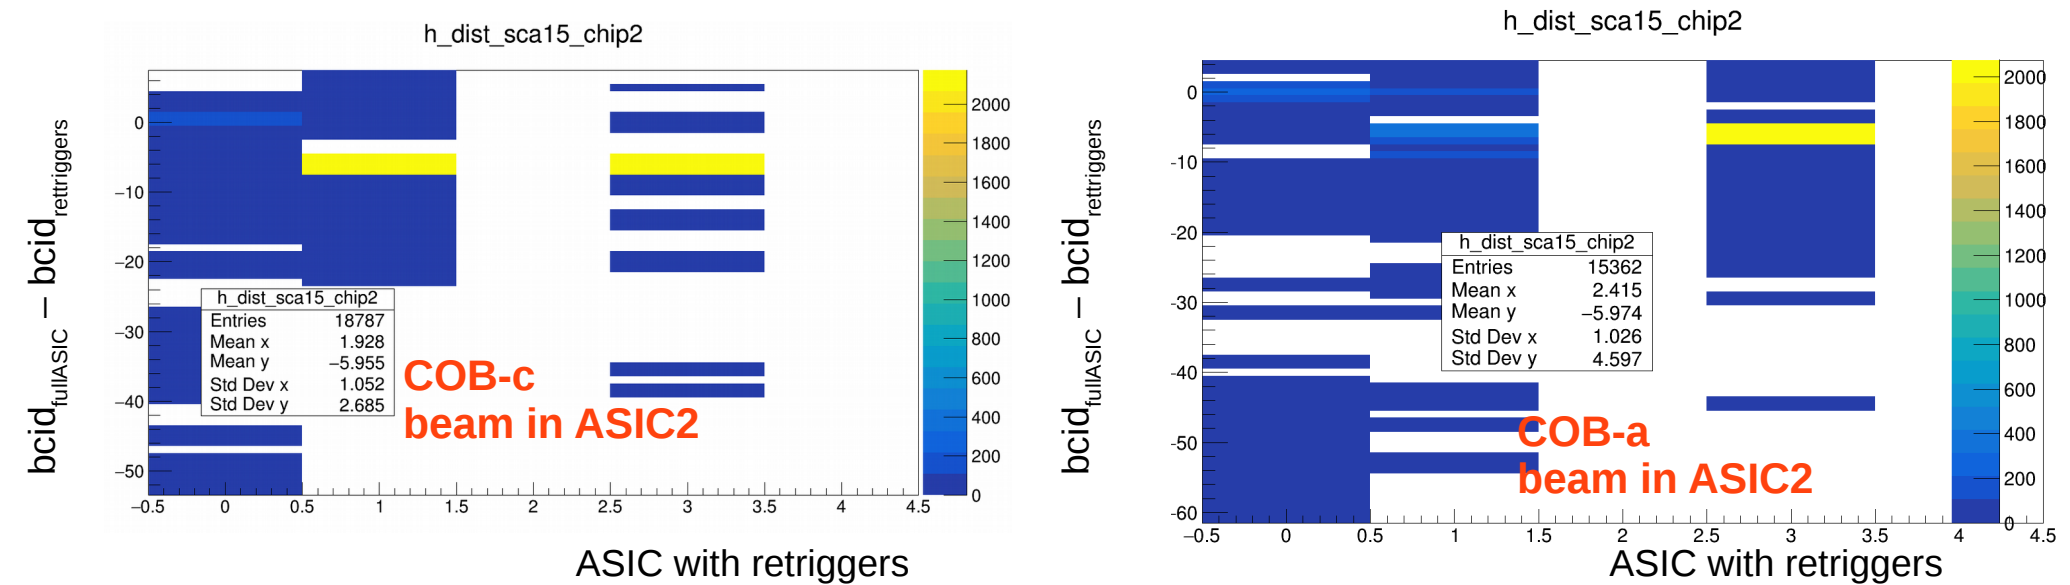 h_dist_sca15_chip2
bcid_fullASIC – bcid_rettriggers
0
−10
−20
−30
−40
−50
h_dist_sca15_chip2
Entries 18787
Mean x 1.928
Mean y −5.955
Std Dev x 1.052
Std Dev y 2.685
COB-c
beam in ASIC2
−0.5 0 0.5 1 1.5 2 2.5 3 3.5 4 4.5
2000
1800
1600
1400
1200
1000
800
600
400
200
0
ASIC with retriggers
h_dist_sca15_chip2
bcid_fullASIC – bcid_rettriggers
0
-10
-20
-30
-40
-50
-60
h_dist_sca15_chip2
Entries 15362
Mean x 2.415
Mean y −5.974
Std Dev x 1.026
Std Dev y 4.597
COB-a
beam in ASIC2
−0.5 0 0.5 1 1.5 2 2.5 3 3.5 4 4.5
2000
1800
1600
1400
1200
1000
800
600
400
200
0
ASIC with retriggers